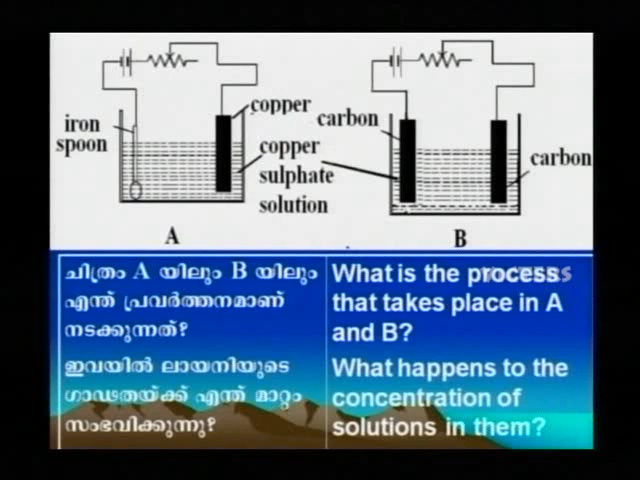 copper
iron
spoon
copper
sulphate
solution
A
carbon
carbon
B
ചിത്രം A യിലും B യിലും
എന്ത് പ്രവർത്തനമാണ്
നടക്കുന്നത്?
ഇവയിൽ ലായനിയുടെ
ഗാഢതയ്ക്ക് എന്ത് മാറ്റം
സംഭവിക്കുന്നു?
What is the process
that takes place in A
and B?
What happens to the
concentration of
solutions in them?